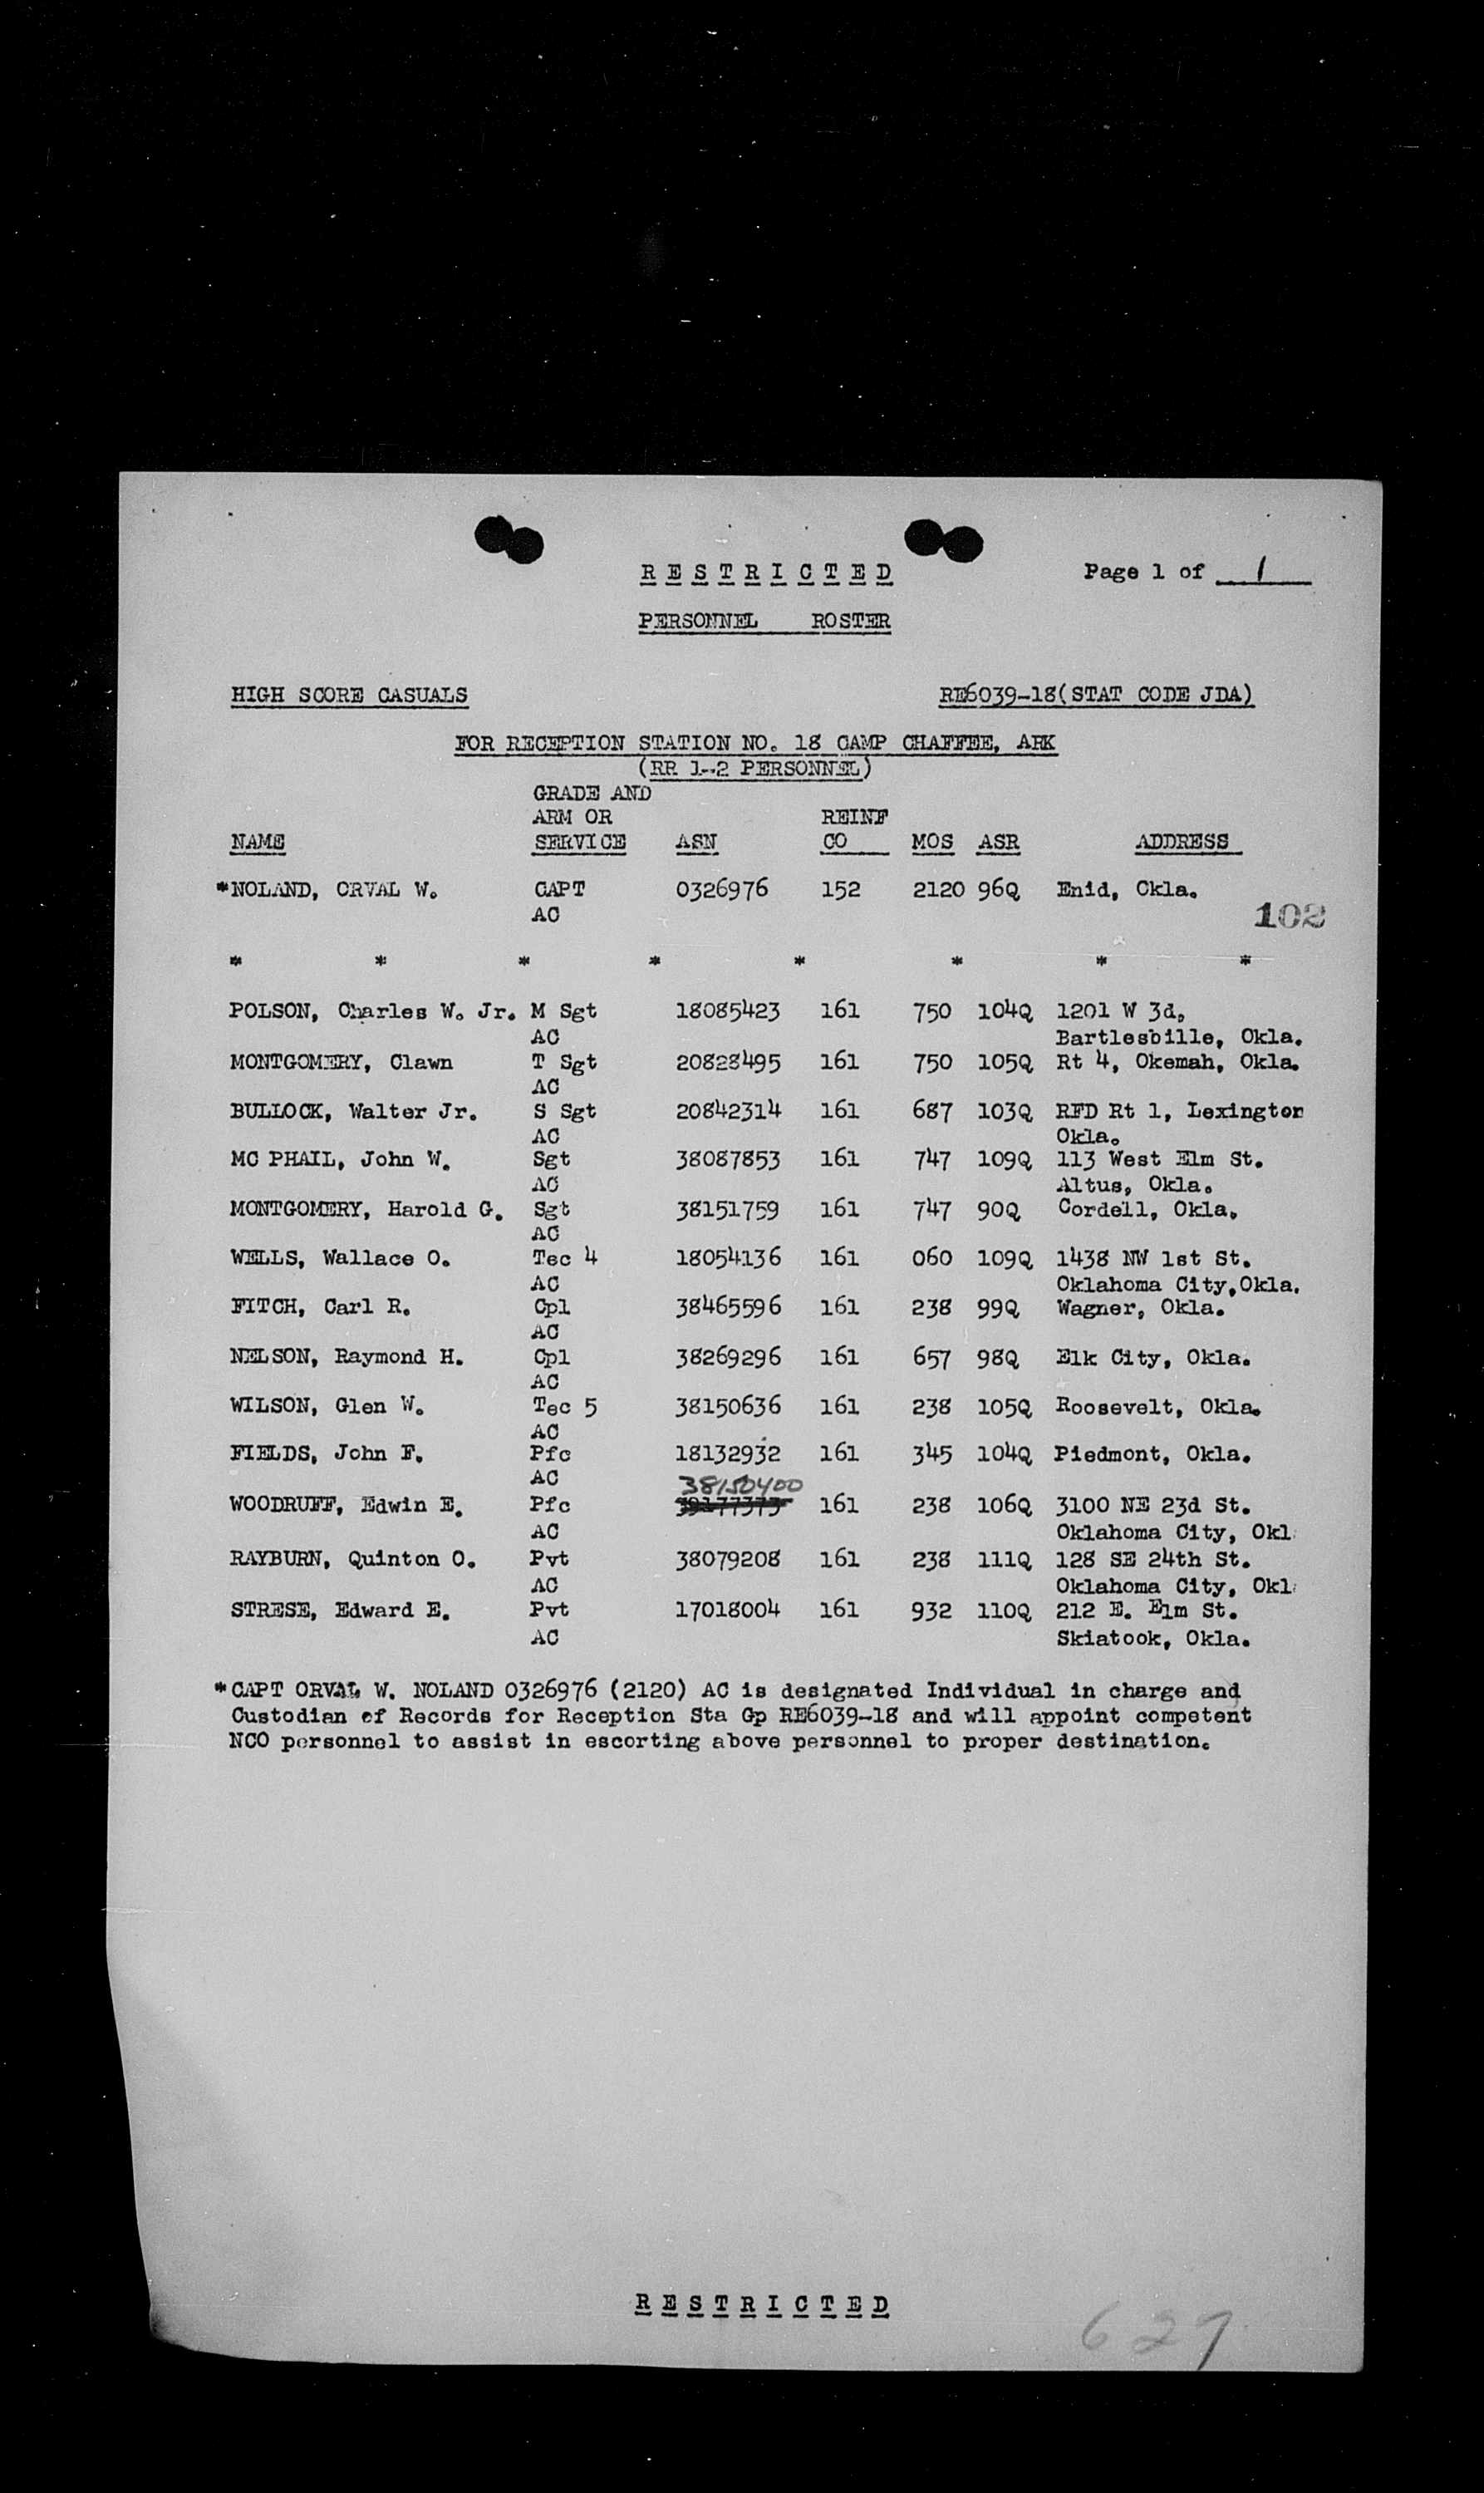 R E S T R I C T E D Page 1 of 1
PERSONNEL ROSTER
HIGH SCORE CASUALS RE6039-18(STAT CODE JDA)
FOR RECEPTION STATION NO. 18 CAMP CHAFFEE, ARK
(RR 1-2 PERSONNEL)
GRADE AND
ARM OR REINF
NAME SERVICE ASN CO MOS ASR ADDRESS
*NOLAND, ORVAL W. CAPT 0326976 152 2120 96Q Enid, Okla.
AC 102
* * * * * * * *
POLSON, Charles W. Jr. M Sgt 18085423 161 750 104Q 1201 W 3d,
AC Bartlesbille, Okla.
MONTGOMERY, Clawn T Sgt 20828495 161 750 105Q Rt 4, Okemah, Okla.
AC
BULLOCK, Walter Jr. S Sgt 20842314 161 687 103Q RFD Rt 1, Lexington
AC Okla.
MC PHAIL, John W. Sgt 38087853 161 747 109Q 113 West Elm St.
AC Altus, Okla.
MONTGOMERY, Harold G. Sgt 38151759 161 747 90Q Cordell, Okla.
AC
WELLS, Wallace O. Tec 4 18054136 161 060 109Q 1438 NW 1st St.
AC Oklahoma City,Okla.
FITCH, Carl R. Cpl 38465596 161 238 99Q Wagner, Okla.
AC
NELSON, Raymond H. Cpl 38269296 161 657 98Q Elk City, Okla.
AC
WILSON, Glen W. Tec 5 38150636 161 238 105Q Roosevelt, Okla.
AC
FIELDS, John F. Pfc 18132932 161 345 104Q Piedmont, Okla.
AC 38150400
WOODRUFF, Edwin E. Pfc 39177373 161 238 106Q 3100 NE 23d St.
AC Oklahoma City, Okl
RAYBURN, Quinton O. Pvt 38079208 161 238 111Q 128 SE 24th St.
AC Oklahoma City, Okl
STRESE, Edward E. Pvt 17018004 161 932 110Q 212 E. Elm St.
AC Skiatook, Okla.
*CAPT ORVAL W. NOLAND 0326976 (2120) AC is designated Individual in charge and
Custodian of Records for Reception Sta Gp RE6039-18 and will appoint competent
NCO personnel to assist in escorting above personnel to proper destination.
R E S T R I C T E D
629